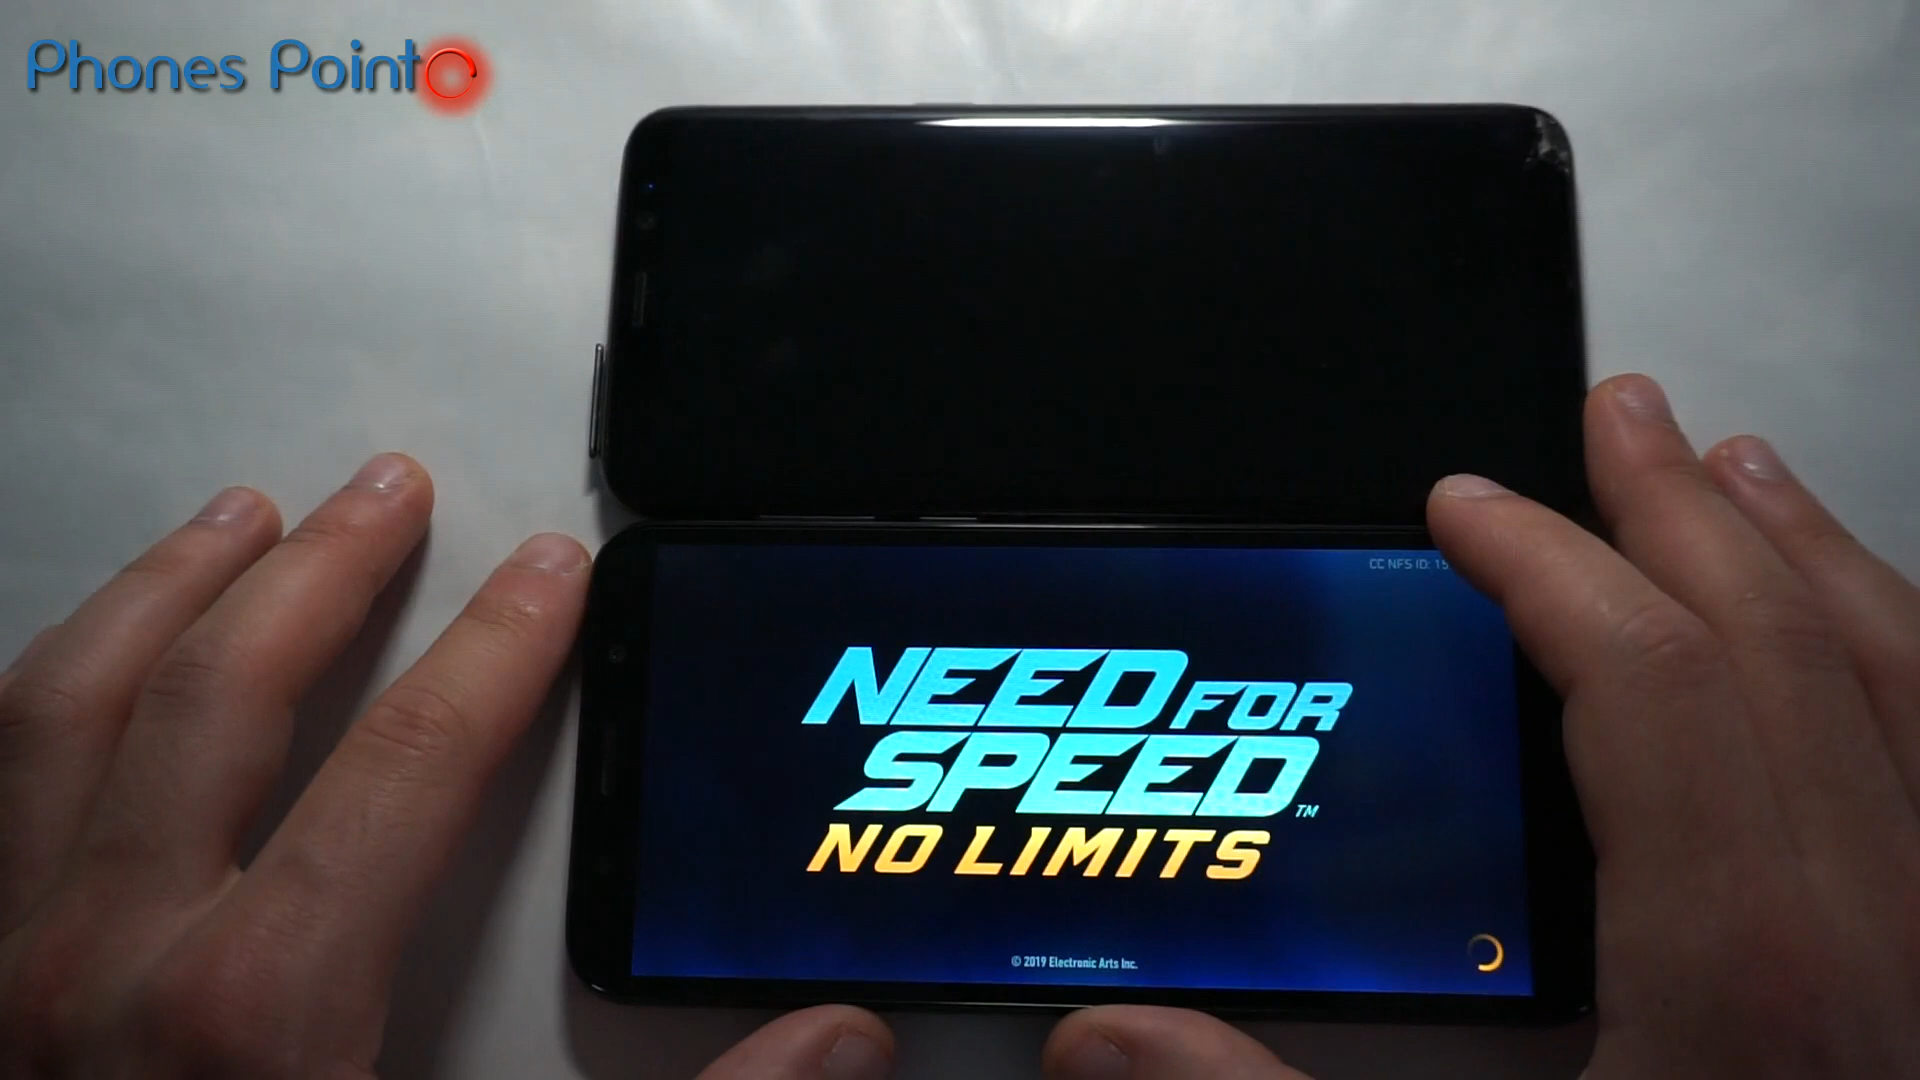 Phones Point
CC NFS ID: 15
NEED FOR
SPEED™
NO LIMITS
© 2019 Electronic Arts Inc.